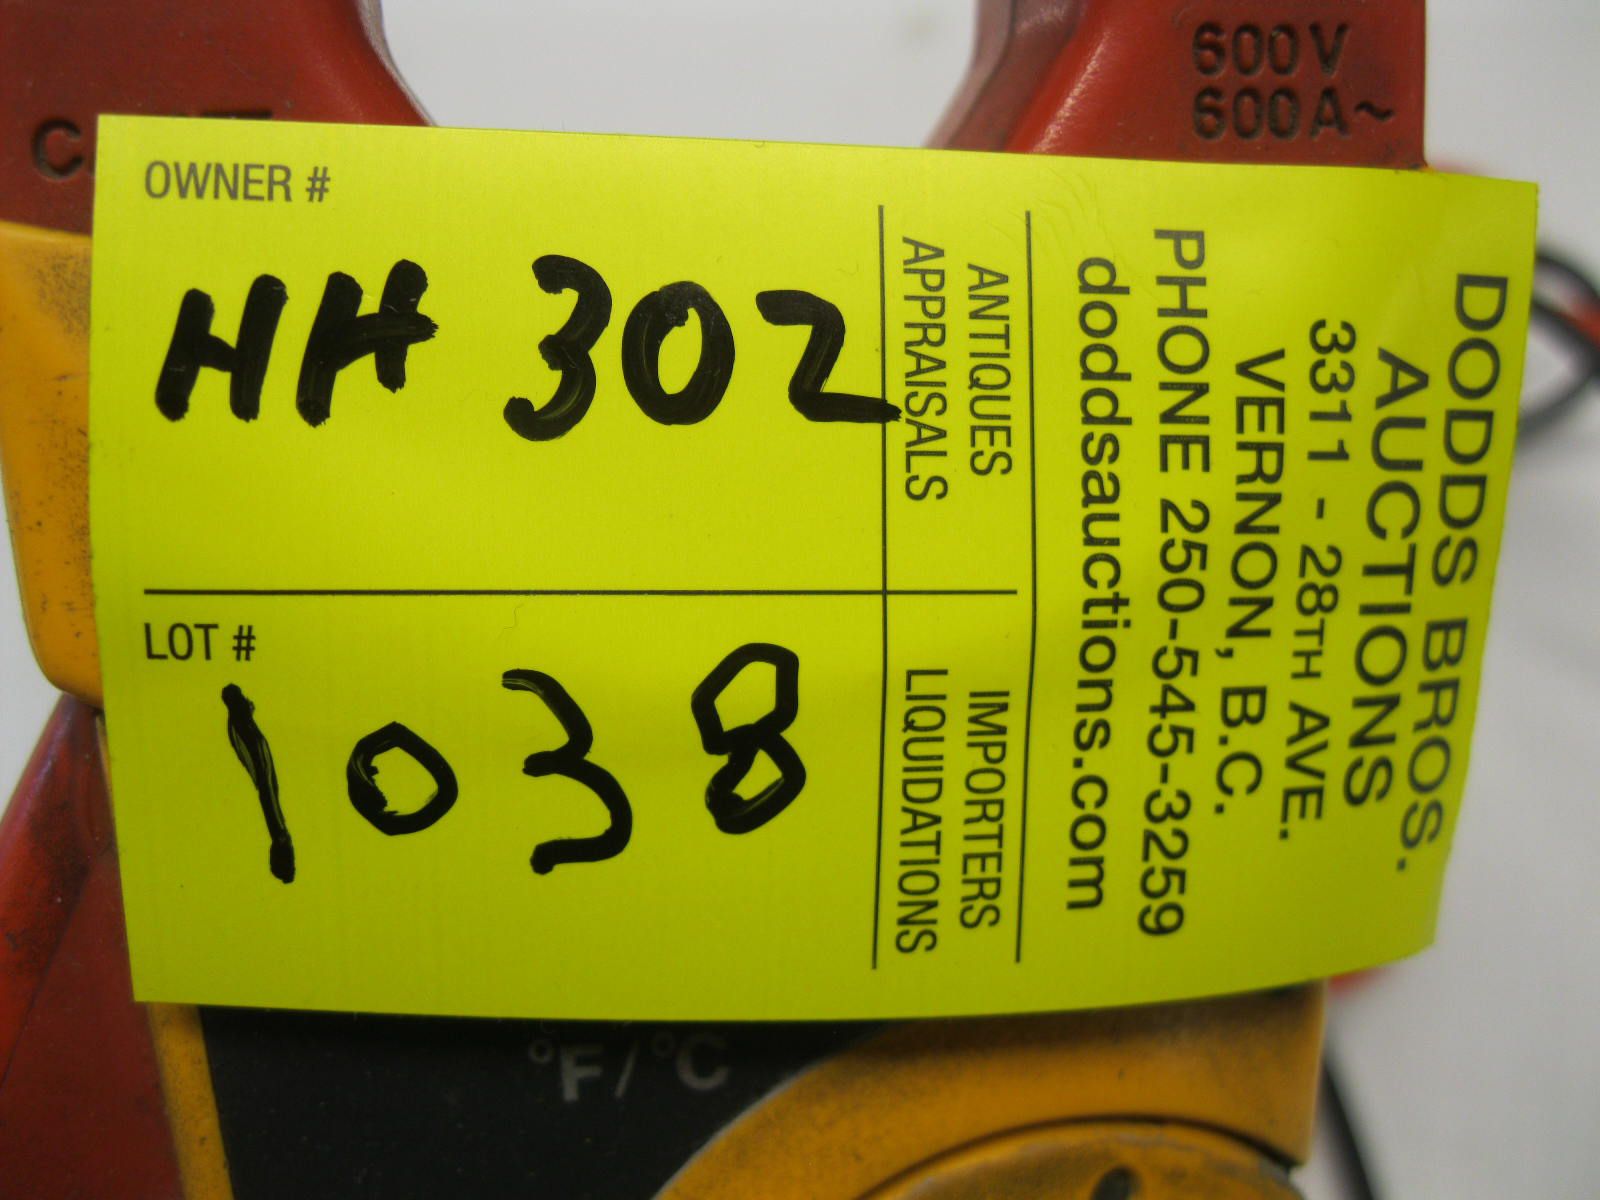 600V
600A~
OWNER #
HH 302
LOT #
1038
ANTIQUES
APPRAISALS
IMPORTERS
LIQUIDATIONS
DODDS BROS.
AUCTIONS
3311 - 28TH AVE.
VERNON, B.C.
PHONE 250-545-3259
doddsauctions.com
°F/°C